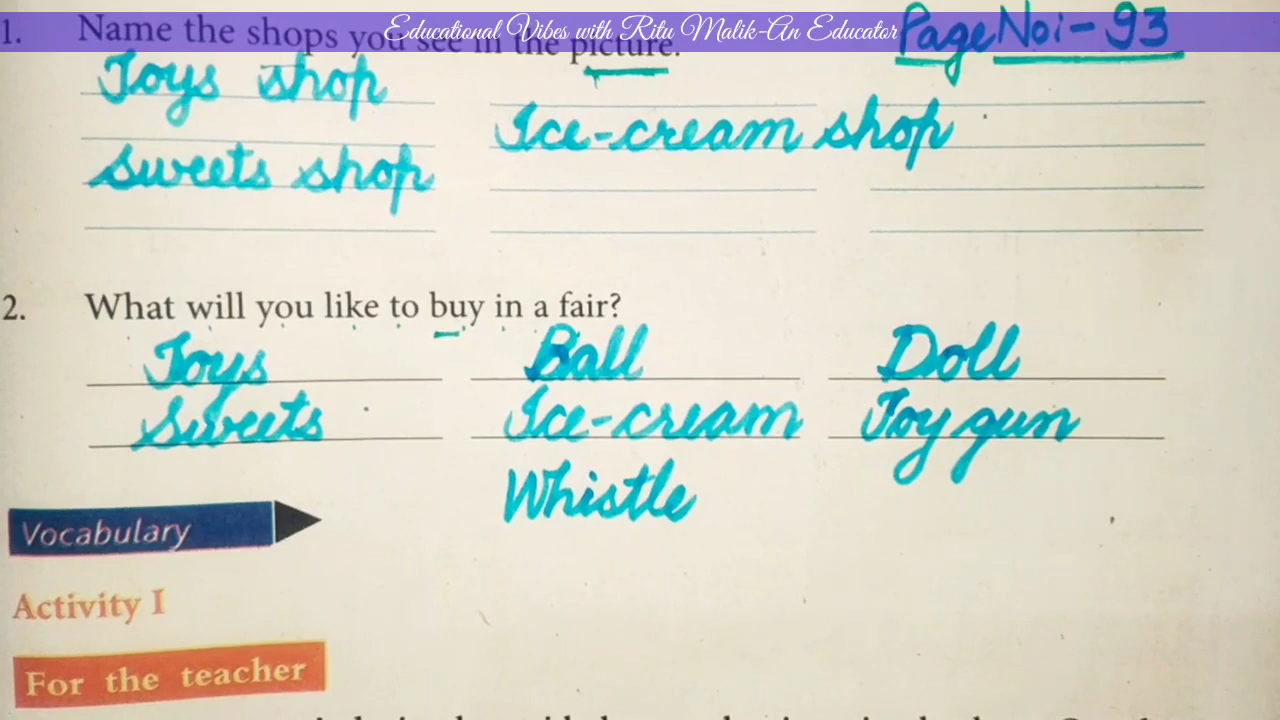 Educational Vibes with Ritu Malik-An Educator
1. Name the shops you see in the picture.
Page No:- 93
Toys shop
Ice-cream shop
Sweets shop
2. What will you like to buy in a fair?
Toys Ball Doll
Sweets Ice-cream Toy gun
Whistle
Vocabulary
Activity I
For the teacher